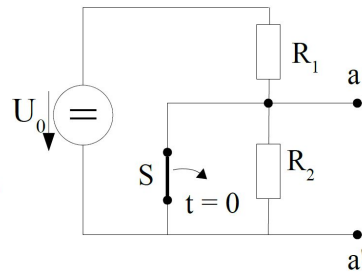 R₁
a
U₀
=
S
R₂
t = 0
a'